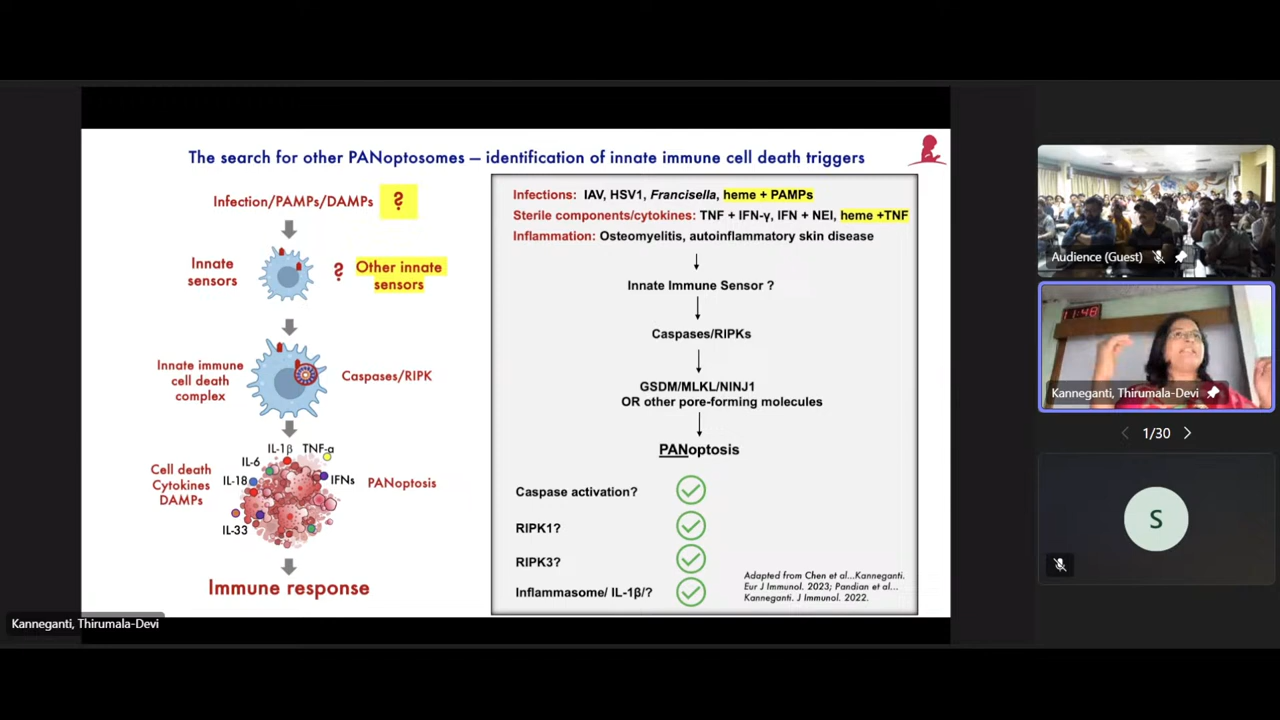 The search for other PANoptosomes — identification of innate immune cell death triggers
Infection/PAMPs/DAMPs ?
Innate
sensors
? Other innate
sensors
Innate immune
cell death
complex
Caspases/RIPK
IL-1β TNF-α
IL-6
IL-18
IFNs
IL-33
Cell death
Cytokines
DAMPs
PANoptosis
Immune response
Infections: IAV, HSV1, Francisella, heme + PAMPs
Sterile components/cytokines: TNF + IFN-γ, IFN + NEI, heme +TNF
Inflammation: Osteomyelitis, autoinflammatory skin disease
Innate Immune Sensor ?
Caspases/RIPKs
GSDM/MLKL/NINJ1
OR other pore-forming molecules
PANoptosis
Caspase activation?
RIPK1?
RIPK3?
Inflammasome/ IL-1β/?
Adapted from Chen et al...Kanneganti.
Eur J Immunol. 2023; Pandian et al...
Kanneganti. J Immunol. 2022.
Kanneganti, Thirumala-Devi
Audience (Guest)
11:48
Kanneganti, Thirumala-Devi
1/30
S